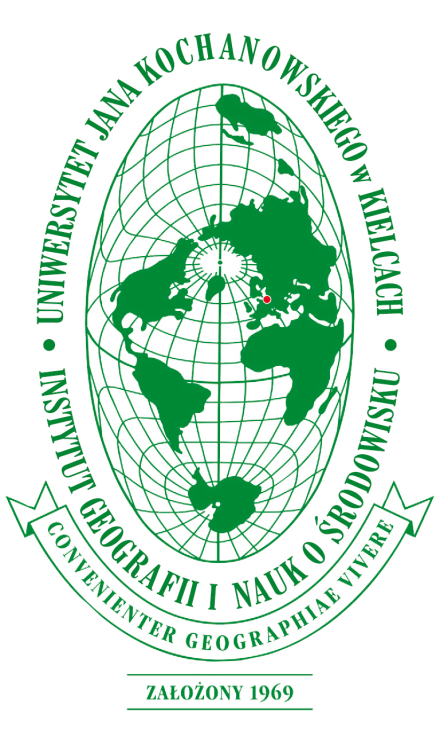 UNIWERSYTET JANA KOCHANOWSKIEGO w KIELCACH
INSTYTUT GEOGRAFII I NAUK O ŚRODOWISKU
CONVENIENTER GEOGRAPHIAE VIVERE
ZAŁOŻONY 1969